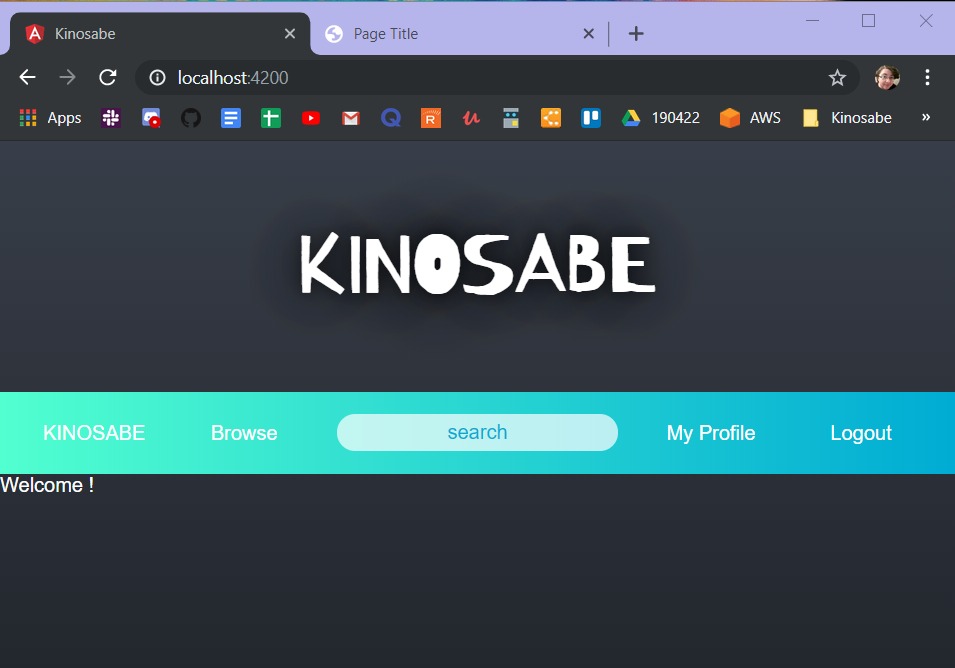 Kinosabe Page Title
localhost:4200
Apps R 190422 AWS Kinosabe »
KINOSABE
KINOSABE Browse search My Profile Logout
Welcome !